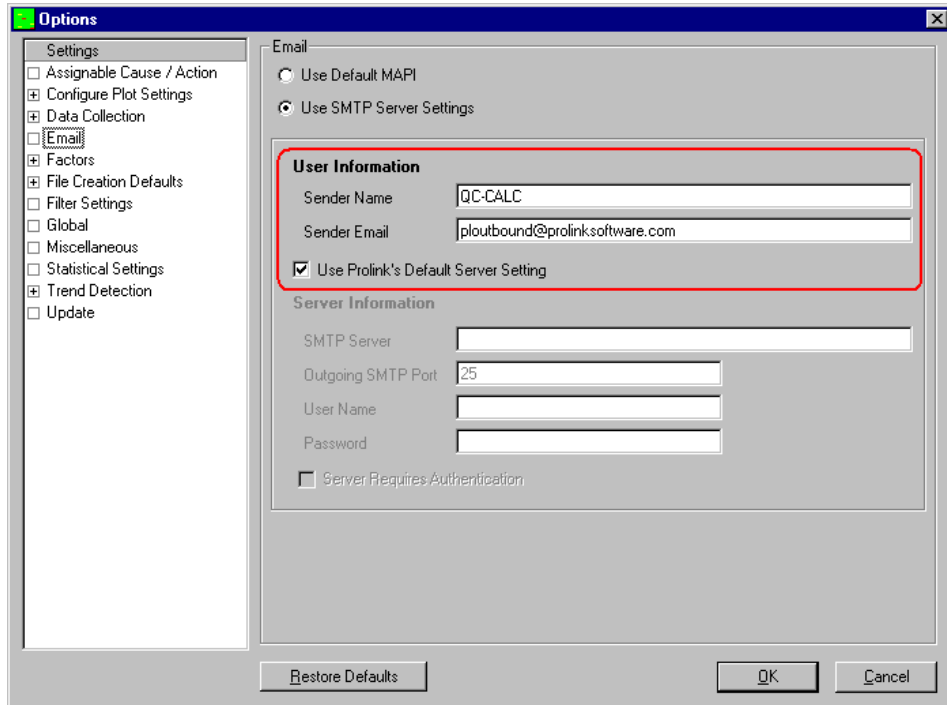 Options
Settings
Assignable Cause / Action
Configure Plot Settings
Data Collection
Email
Factors
File Creation Defaults
Filter Settings
Global
Miscellaneous
Statistical Settings
Trend Detection
Update
Email
Use Default MAPI
Use SMTP Server Settings
User Information
Sender Name QC-CALC
Sender Email ploutbound@prolinksoftware.com
Use Prolink's Default Server Setting
Server Information
SMTP Server
Outgoing SMTP Port 25
User Name
Password
Server Requires Authentication
Restore Defaults OK Cancel